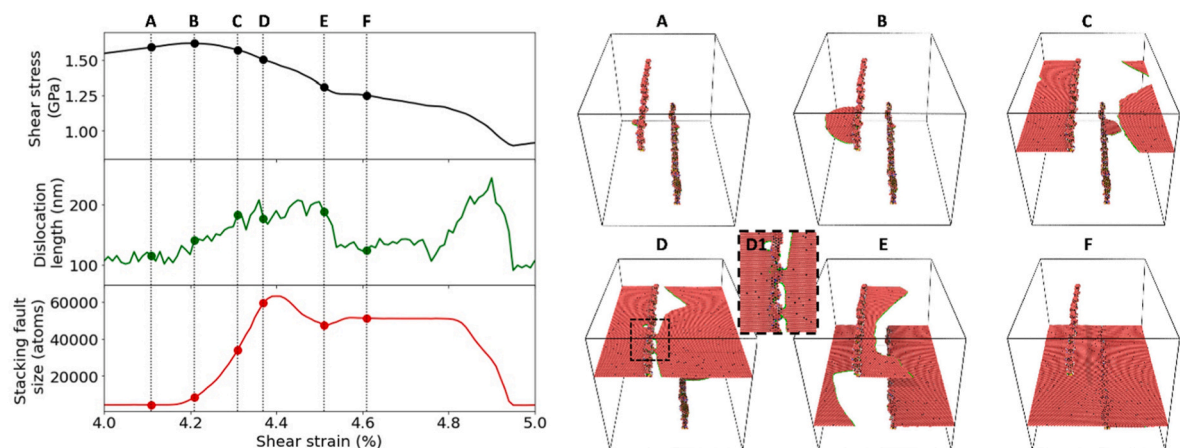 A B C D E F
Shear stress
(GPa)
1.50
1.25
1.00
Dislocation
length (nm)
200
100
Stacking fault
size (atoms)
60000
40000
20000
4.0 4.2 4.4 4.6 4.8 5.0
Shear strain (%)
A B C
D D1 E F